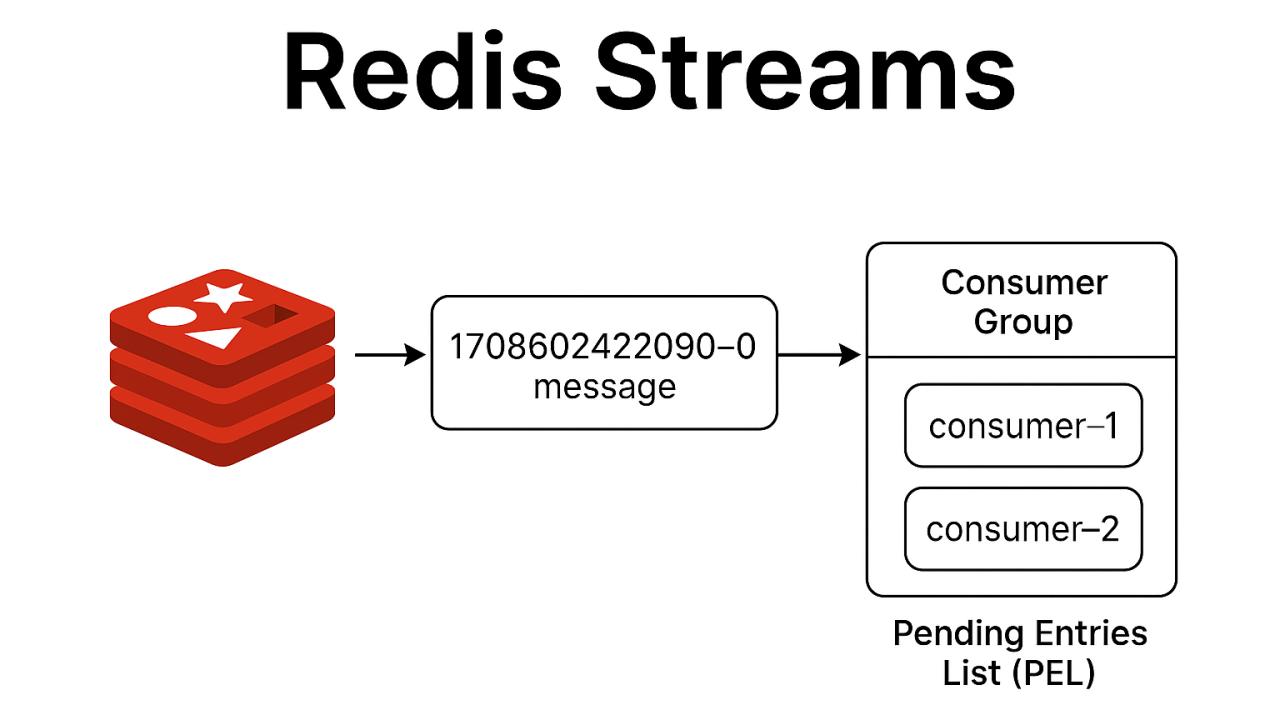 Redis Streams
1708602422090–0
message
Consumer
Group
consumer–1
consumer–2
Pending Entries
List (PEL)